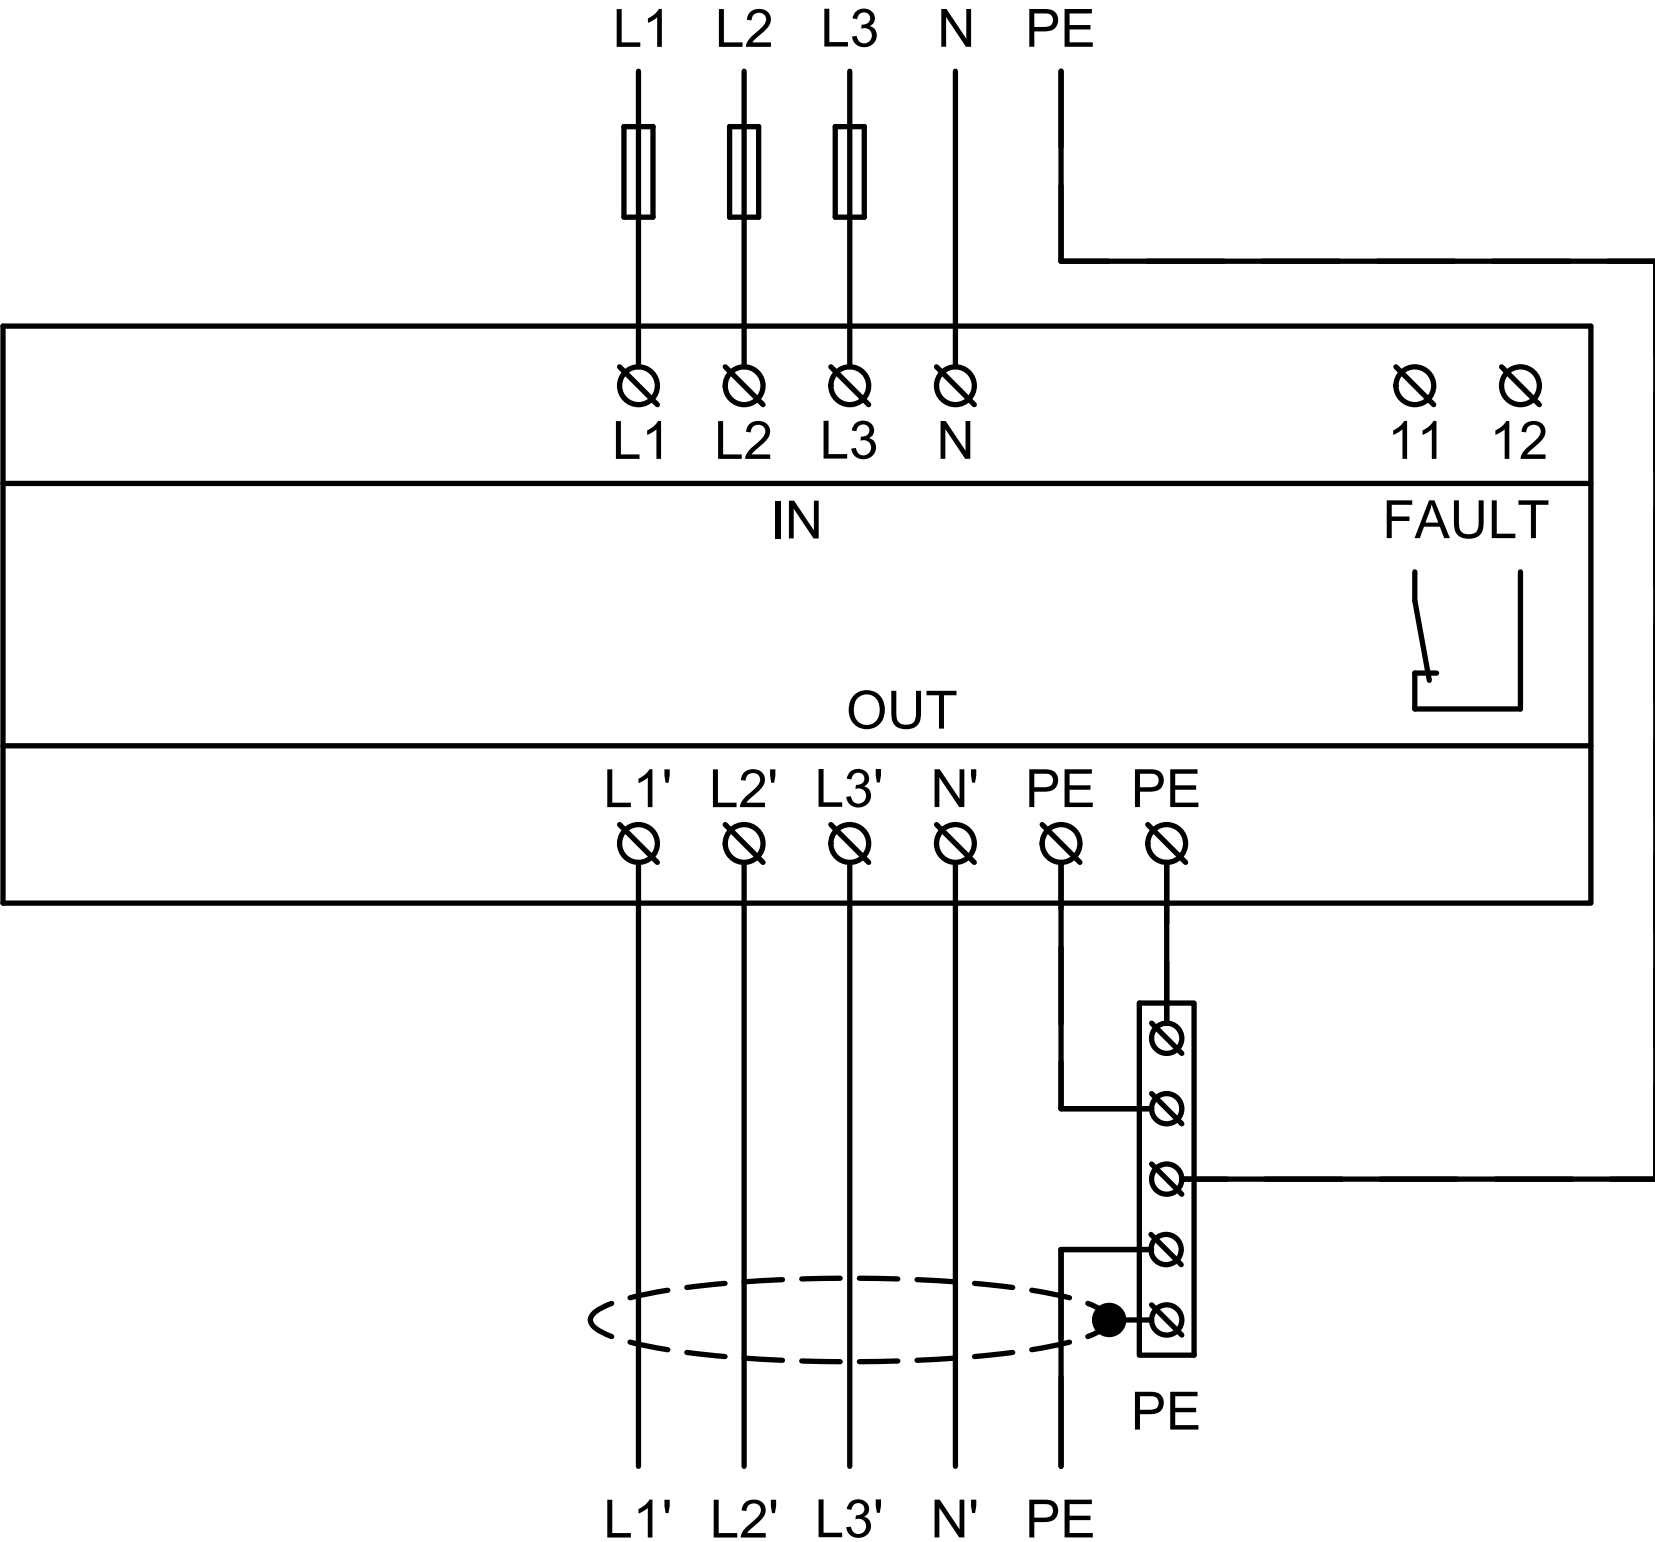 L1 L2 L3 N PE
L1 L2 L3 N 11 12
IN FAULT
OUT
L1' L2' L3' N' PE PE
PE
L1' L2' L3' N' PE